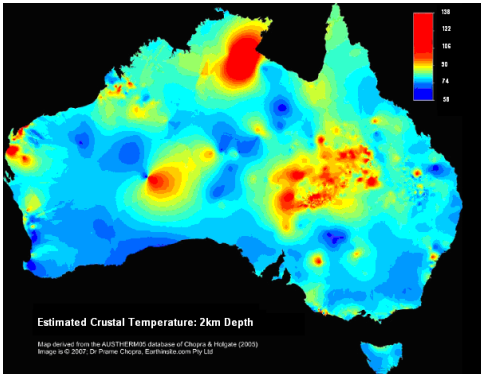 138
132
106
90
74
58
Estimated Crustal Temperature: 2km Depth
Map derived from the AUSTHERM05 database of Chopra & Holgate (2005)
Image is © 2007, Dr Prame Chopra, Earthinsite.com Pty Ltd